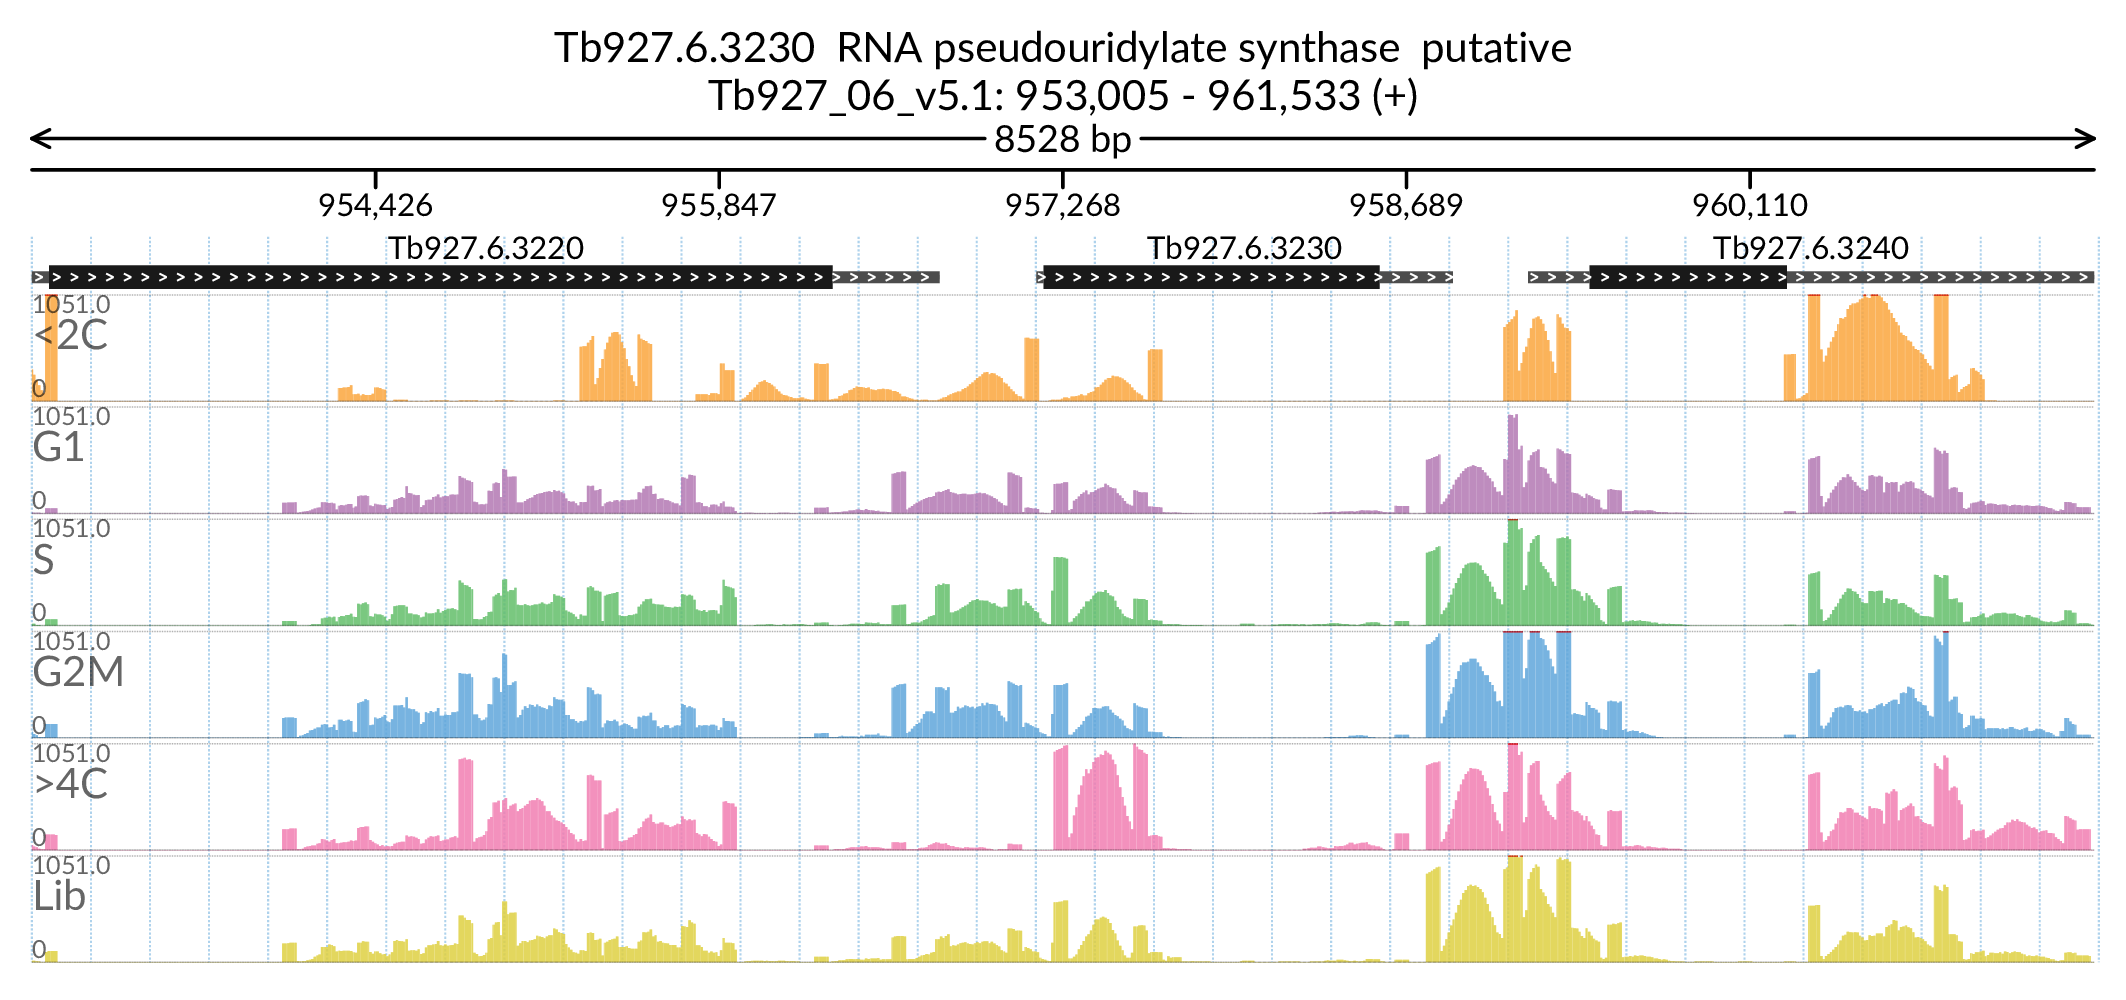 Tb927.6.3230 RNA pseudouridylate synthase putative
Tb927_06_v5.1: 953,005 - 961,533 (+)
8528 bp
954,426 955,847 957,268 958,689 960,110
Tb927.6.3220 Tb927.6.3230 Tb927.6.3240
1051.0
<2C
0
1051.0
G1
0
1051.0
S
0
1051.0
G2M
0
1051.0
>4C
0
1051.0
Lib
0